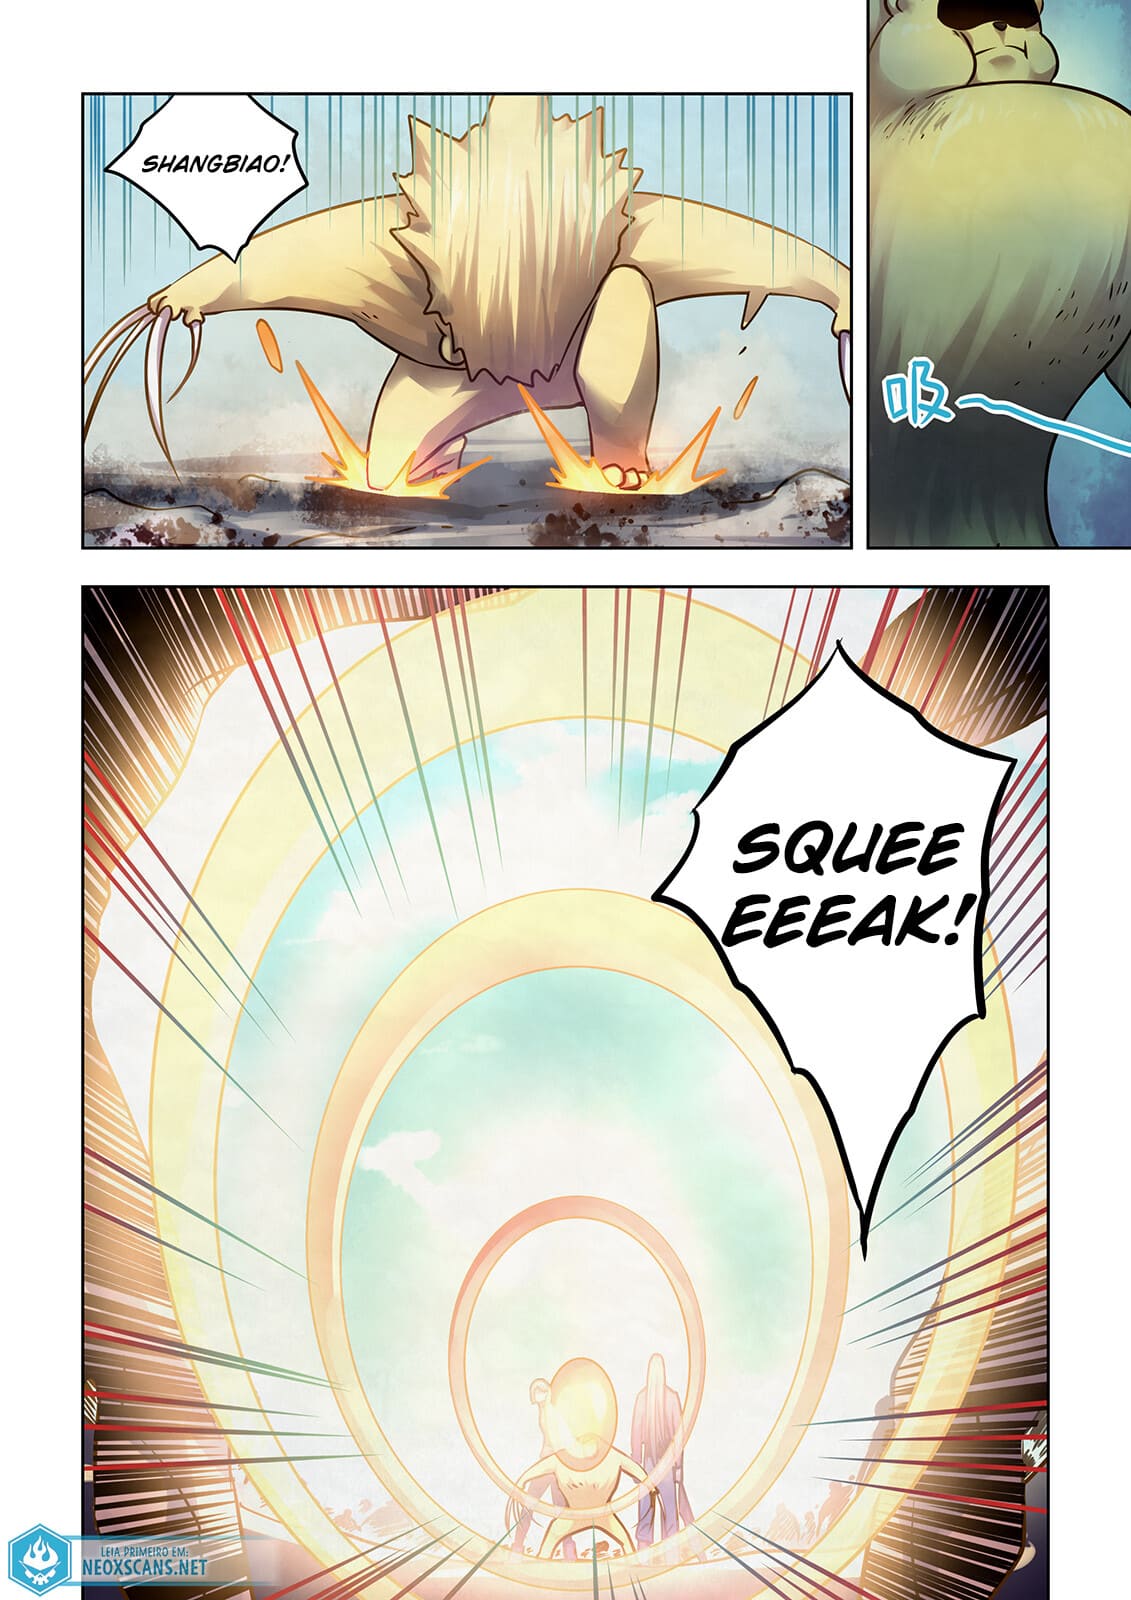 SHANGBIAO!
吸
SQUEE
EEEAK!
LEIA PRIMEIRO EM:
NEOXSCANS.NET